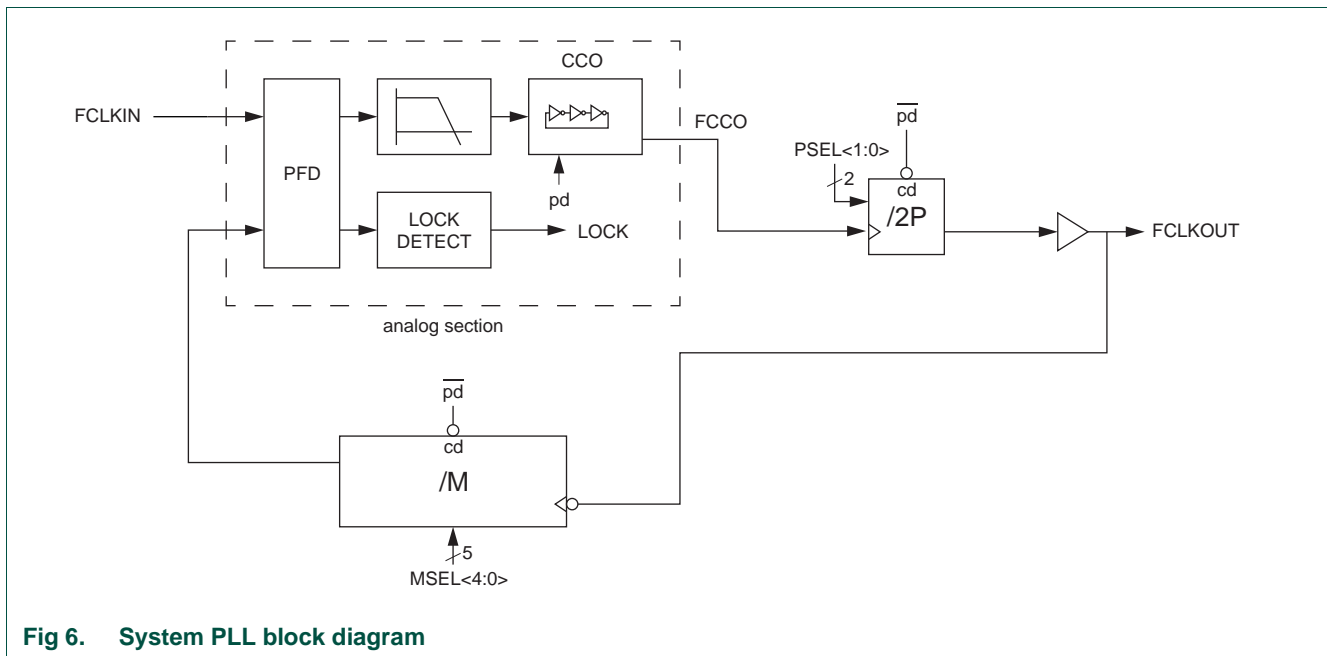 CCO
FCLKIN
PFD
FCCO
pd
PSEL<1:0>
2
cd
/2P
pd
LOCK
DETECT
LOCK
FCLKOUT
analog section
pd
cd
/M
5
MSEL<4:0>
Fig 6. System PLL block diagram